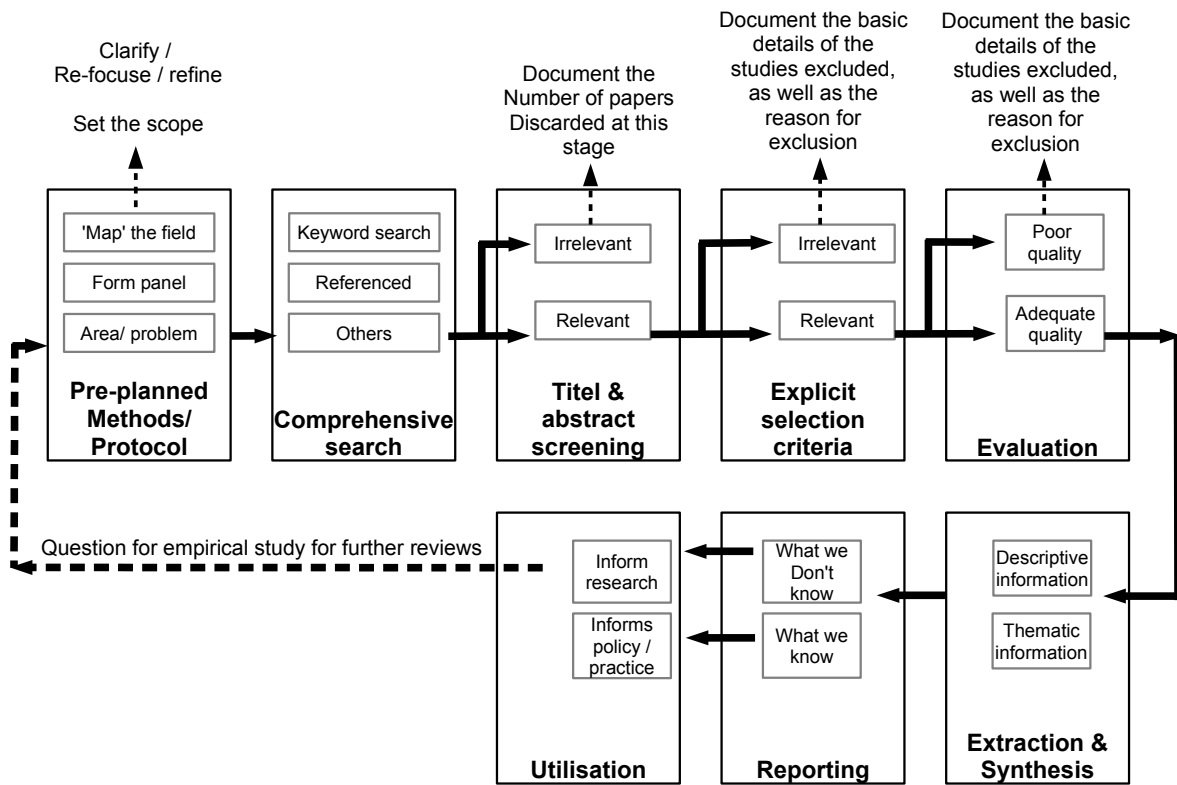 Clarify /
Re-focuse / refine
Set the scope
Document the
Number of papers
Discarded at this
stage
Document the basic
details of the
studies excluded,
as well as the
reason for
exclusion
Document the basic
details of the
studies excluded,
as well as the
reason for
exclusion
'Map' the field
Form panel
Area/ problem
Pre-planned
Methods/
Protocol
Keyword search
Referenced
Others
Comprehensive
search
Irrelevant
Relevant
Titel &
abstract
screening
Irrelevant
Relevant
Explicit
selection
criteria
Poor
quality
Adequate
quality
Evaluation
Question for empirical study for further reviews
Inform
research
Informs
policy /
practice
Utilisation
What we
Don't
know
What we
know
Reporting
Descriptive
information
Thematic
information
Extraction &
Synthesis